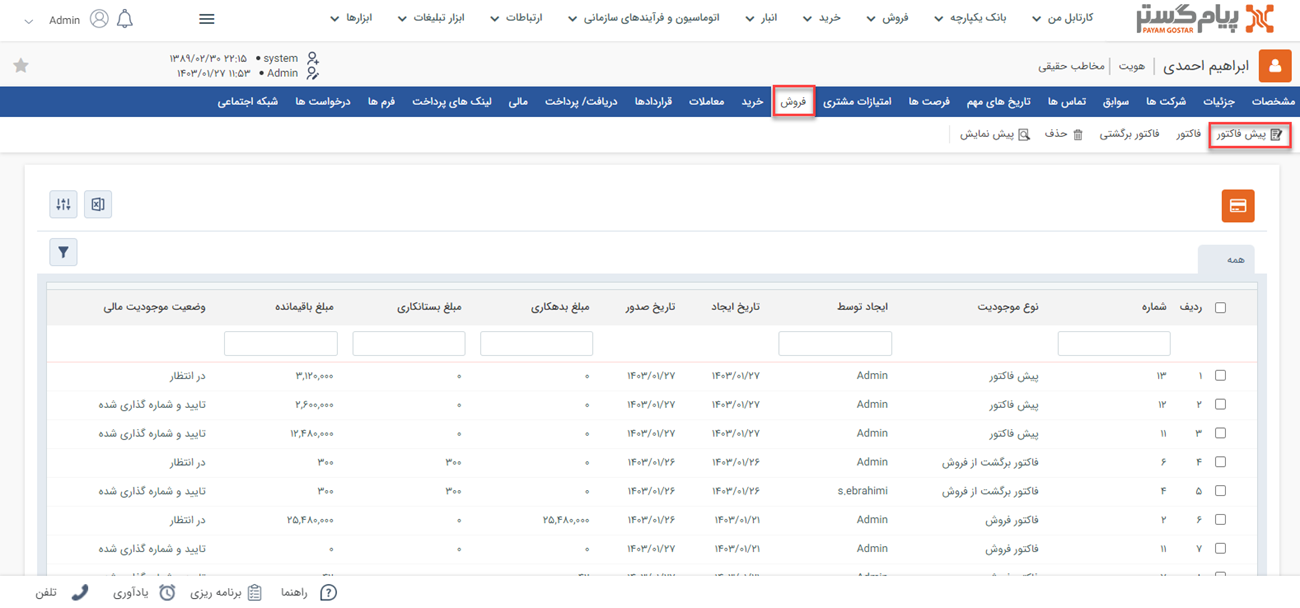 پیام گستر
PAYAM GOSTAR
کارتابل من بانک یکپارچه فروش خرید انبار اتوماسیون و فرآیندهای سازمانی ارتباطات ابزار تبلیغات ابزارها
Admin
ابراهیم احمدی هویت مخاطب حقیقی
system • ۱۳۸۹/۰۲/۳۰ ۲۲:۱۵
Admin • ۱۴۰۳/۰۱/۲۷ ۱۱:۵۳
مشخصات جزئیات شرکت ها سوابق تماس ها تاریخ های مهم فرصت ها امتیازات مشتری فروش خرید معاملات قراردادها دریافت/ پرداخت مالی لینک های پرداخت فرم ها درخواست ها شبکه اجتماعی
پیش فاکتور فاکتور فاکتور برگشتی حذف پیش نمایش
همه
ردیف شماره نوع موجودیت ایجاد توسط تاریخ ایجاد تاریخ صدور مبلغ بدهکاری مبلغ بستانکاری مبلغ باقیمانده وضعیت موجودیت مالی
۱ ۱۳ پیش فاکتور Admin ۱۴۰۳/۰۱/۲۷ ۱۴۰۳/۰۱/۲۷ ۰ ۰ ۳,۱۲۰,۰۰۰ در انتظار
۲ ۱۲ پیش فاکتور Admin ۱۴۰۳/۰۱/۲۷ ۱۴۰۳/۰۱/۲۷ ۰ ۰ ۲,۶۰۰,۰۰۰ تایید و شماره گذاری شده
۳ ۱۱ پیش فاکتور Admin ۱۴۰۳/۰۱/۲۷ ۱۴۰۳/۰۱/۲۷ ۰ ۰ ۱۲,۴۸۰,۰۰۰ تایید و شماره گذاری شده
۴ ۶ فاکتور برگشت از فروش Admin ۱۴۰۳/۰۱/۲۶ ۱۴۰۳/۰۱/۲۶ ۰ ۳۰۰ ۳۰۰ در انتظار
۵ ۴ فاکتور برگشت از فروش s.ebrahimi ۱۴۰۳/۰۱/۲۶ ۱۴۰۳/۰۱/۲۶ ۰ ۳۰۰ ۳۰۰ تایید و شماره گذاری شده
۶ ۲ فاکتور فروش Admin ۱۴۰۳/۰۱/۲۱ ۱۴۰۳/۰۱/۲۶ ۲۵,۴۸۰,۰۰۰ ۰ ۲۵,۴۸۰,۰۰۰ در انتظار
۷ ۱۱ فاکتور فروش Admin ۱۴۰۳/۰۱/۲۱ ۱۴۰۳/۰۱/۲۷ ۰ ۰ ۰ تایید و شماره گذاری شده
راهنما برنامه ریزی یادآوری تلفن